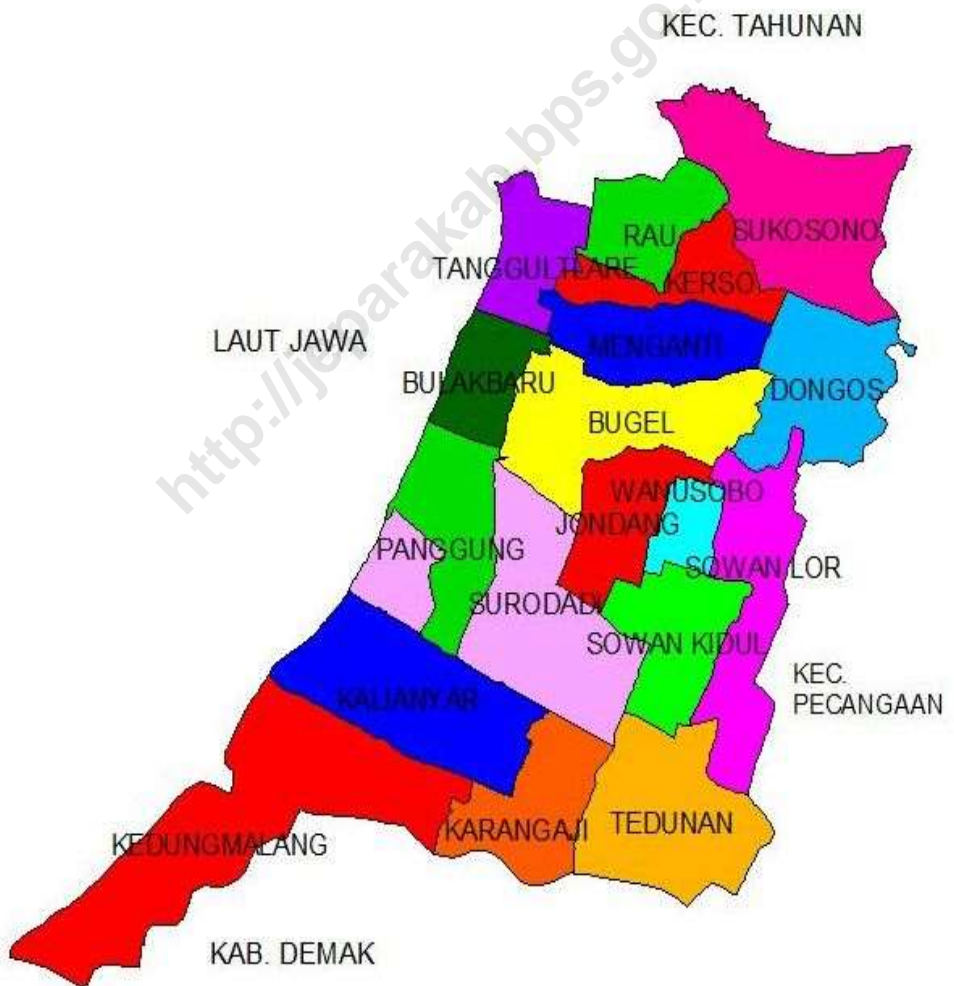 KEC. TAHUNAN
RAU
SUKOSONO
TANGGULTLARE
KERSO
LAUT JAWA
MENGANTI
BULAKBARU
DONGOS
BUGEL
WANUSOBO
JONDANG
PANGGUNG
SOWAN LOR
SURODADI
SOWAN KIDUL
KEC.
PECANGAAN
KALIANYAR
KEDUNGMALANG
KARANGAJI
TEDUNAN
KAB. DEMAK
http://jeparakab.bps.go.